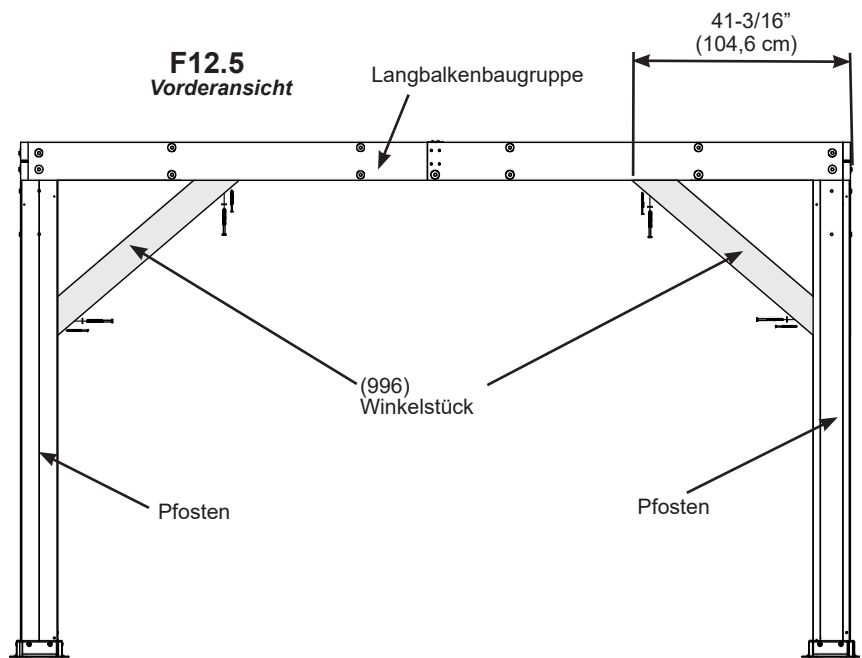 41-3/16”
(104,6 cm)
F12.5
Vorderansicht
Langbalkenbaugruppe
(996)
Winkelstück
Pfosten
Pfosten